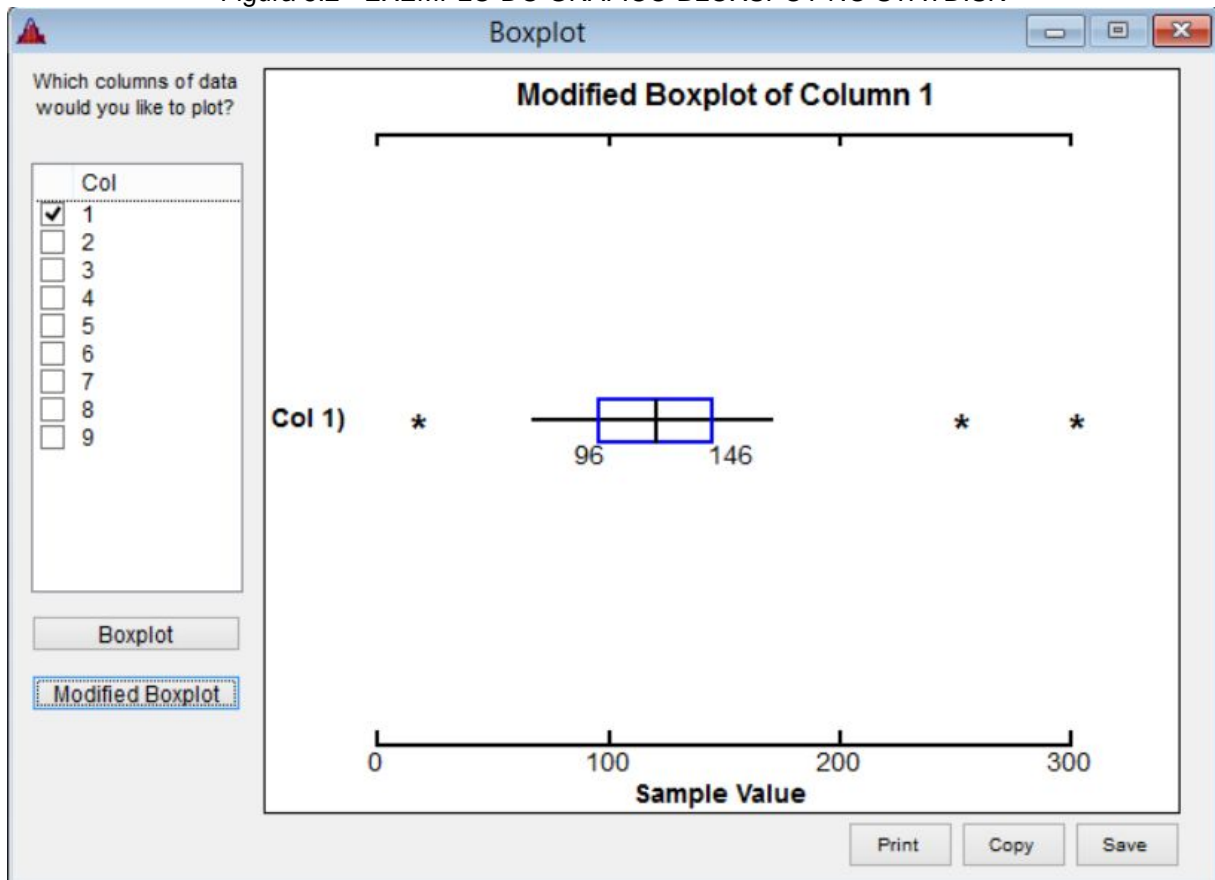 Boxplot
Which columns of data
would you like to plot?
Col
1
2
3
4
5
6
7
8
9
Boxplot
Modified Boxplot
Modified Boxplot of Column 1
Col 1)
*
*
*
96
146
0
100
200
300
Sample Value
Print
Copy
Save